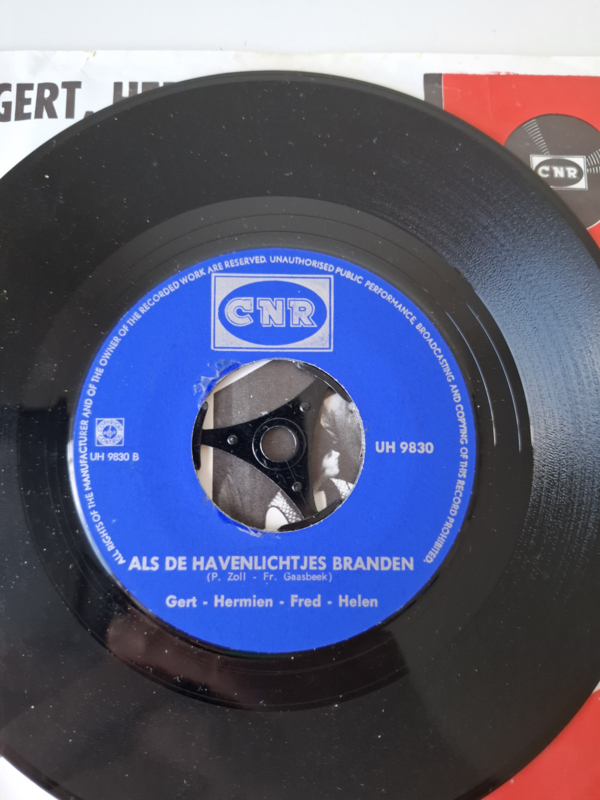 GERT,
CNR
ALL RIGHTS OF THE MANUFACTURER AND OF THE OWNER OF THE RECORDED WORK ARE RESERVED. UNAUTHORISED PUBLIC PERFORMANCE, BROADCASTING AND COPYING OF THIS RECORD PROHIBITED.
CNR
UH 9830 B
UH 9830
ALS DE HAVENLICHTJES BRANDEN
(P. Zoll - Fr. Gaasbeek)
Gert - Hermien - Fred - Helen